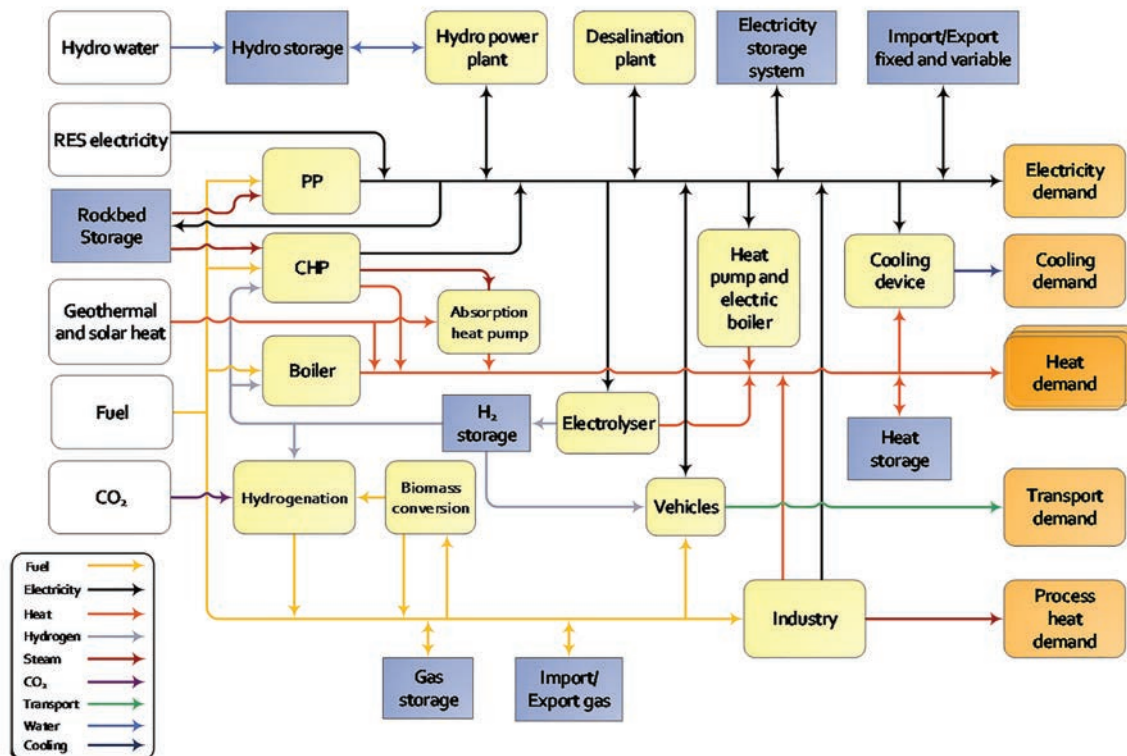 Hydro water
Hydro storage
Hydro power
plant
Desalination
plant
Electricity
storage
system
Import/Export
fixed and variable
RES electricity
PP
Electricity
demand
Rockbed
Storage
CHP
Heat
pump and
electric
boiler
Cooling
device
Cooling
demand
Geothermal
and solar heat
Absorption
heat pump
Boiler
Heat
demand
Fuel
H₂
storage
Electrolyser
Heat
storage
CO₂
Hydrogenation
Biomass
conversion
Vehicles
Transport
demand
Fuel
Electricity
Heat
Hydrogen
Steam
CO₂
Transport
Water
Cooling
Industry
Process
heat
demand
Gas
storage
Import/
Export gas